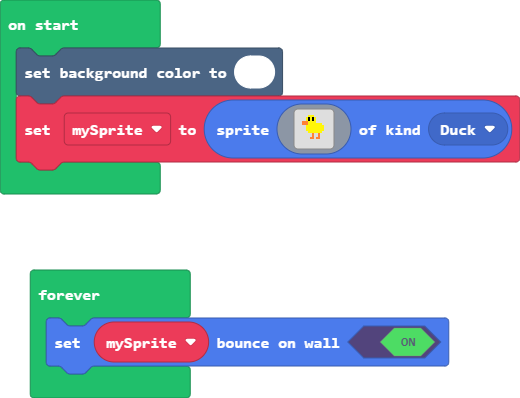 on start
set background color to
set mySprite to sprite of kind Duck
forever
set mySprite bounce on wall ON